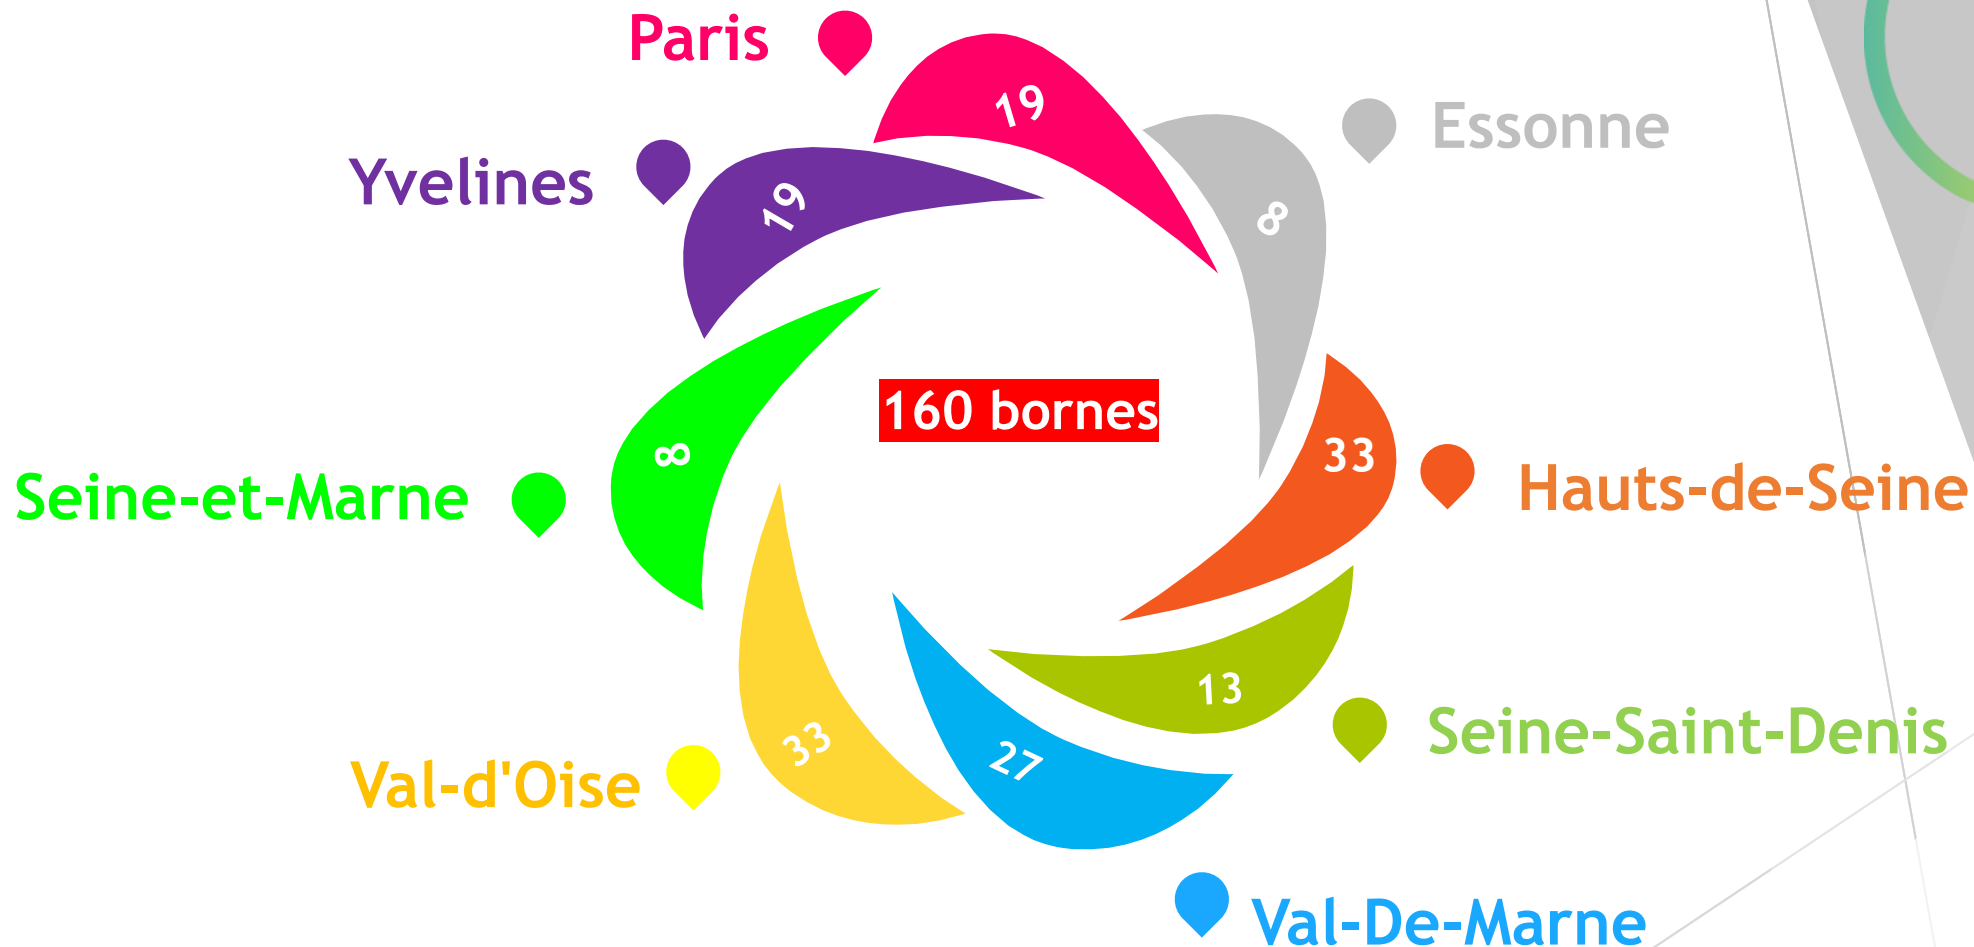 Paris
19
Essonne
Yvelines
19
8
160 bornes
8
33
Seine-et-Marne
Hauts-de-Seine
13
Seine-Saint-Denis
33
27
Val-d'Oise
Val-De-Marne